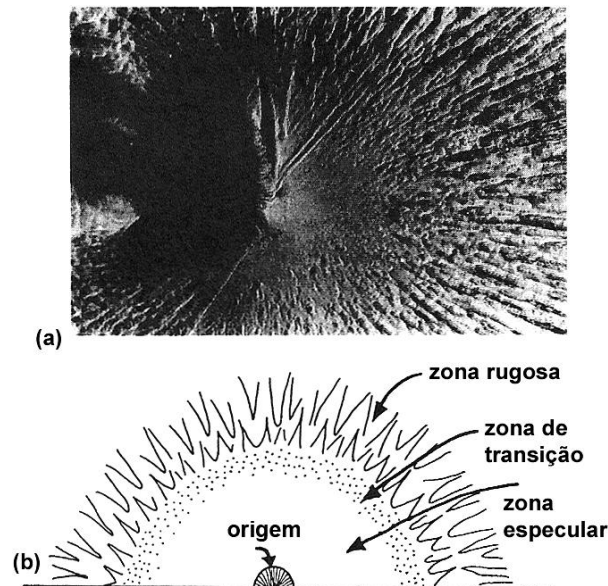 (a)
zona rugosa
zona de
transição
zona
especular
origem
(b)